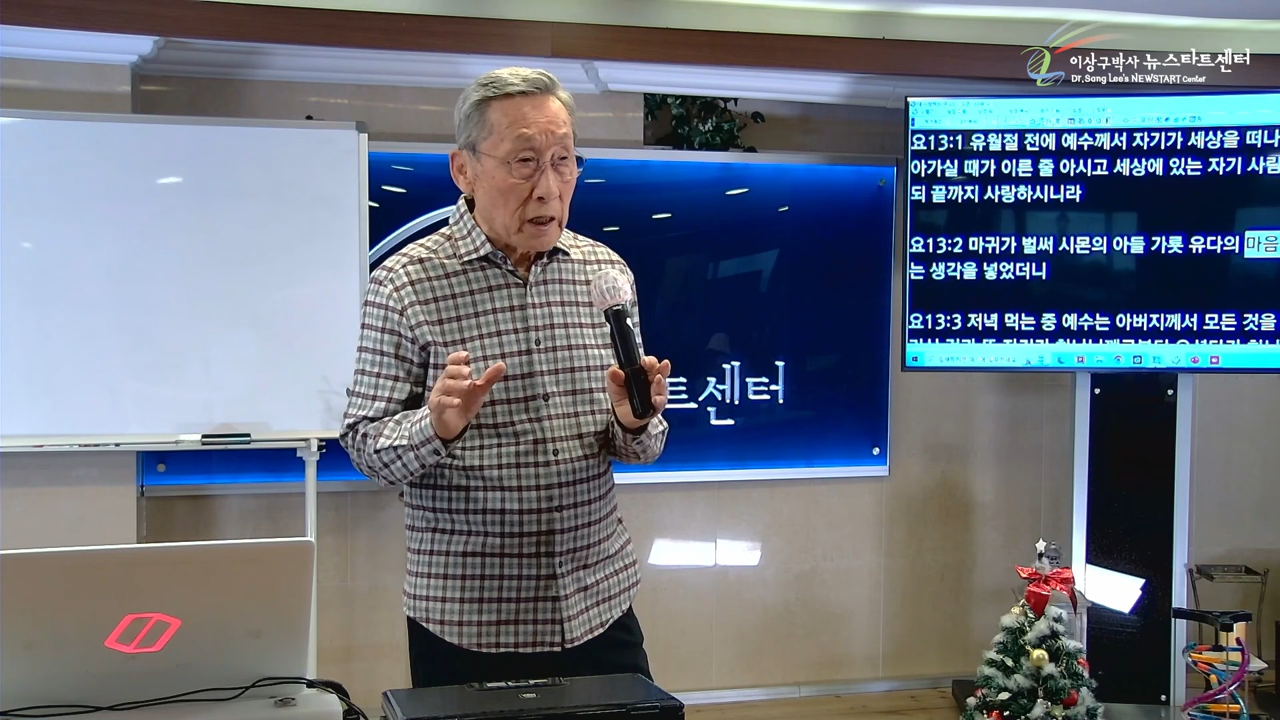 이상구박사 뉴스타트센터
Dr. Sang Lee's NEWSTART Center
요13:1 유월절 전에 예수께서 자기가 세상을 떠나
아가실 때가 이른 줄 아시고 세상에 있는 자기 사람
되 끝까지 사랑하시니라
요13:2 마귀가 벌써 시몬의 아들 가룟 유다의 마음
는 생각을 넣었더니
요13:3 저녁 먹는 중 예수는 아버지께서 모든 것을
트센터